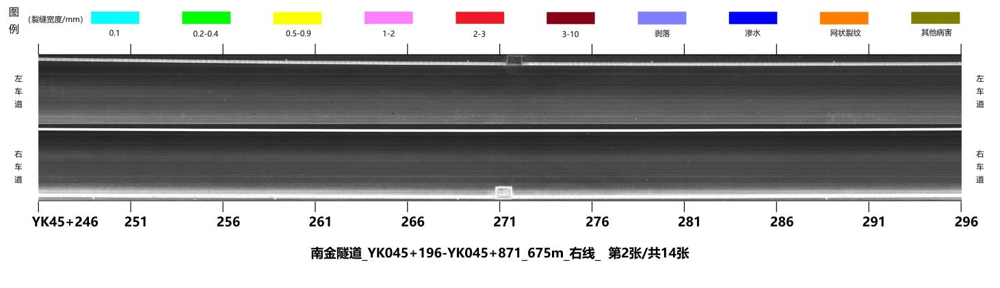 图例
(裂缝宽度/mm)
0.1 0.2-0.4 0.5-0.9 1-2 2-3 3-10 剥落 渗水 网状裂纹 其他病害
左车道 左车道
右车道 右车道
YK45+246 251 256 261 266 271 276 281 286 291 296
南金隧道_YK045+196-YK045+871_675m_右线_ 第2张/共14张